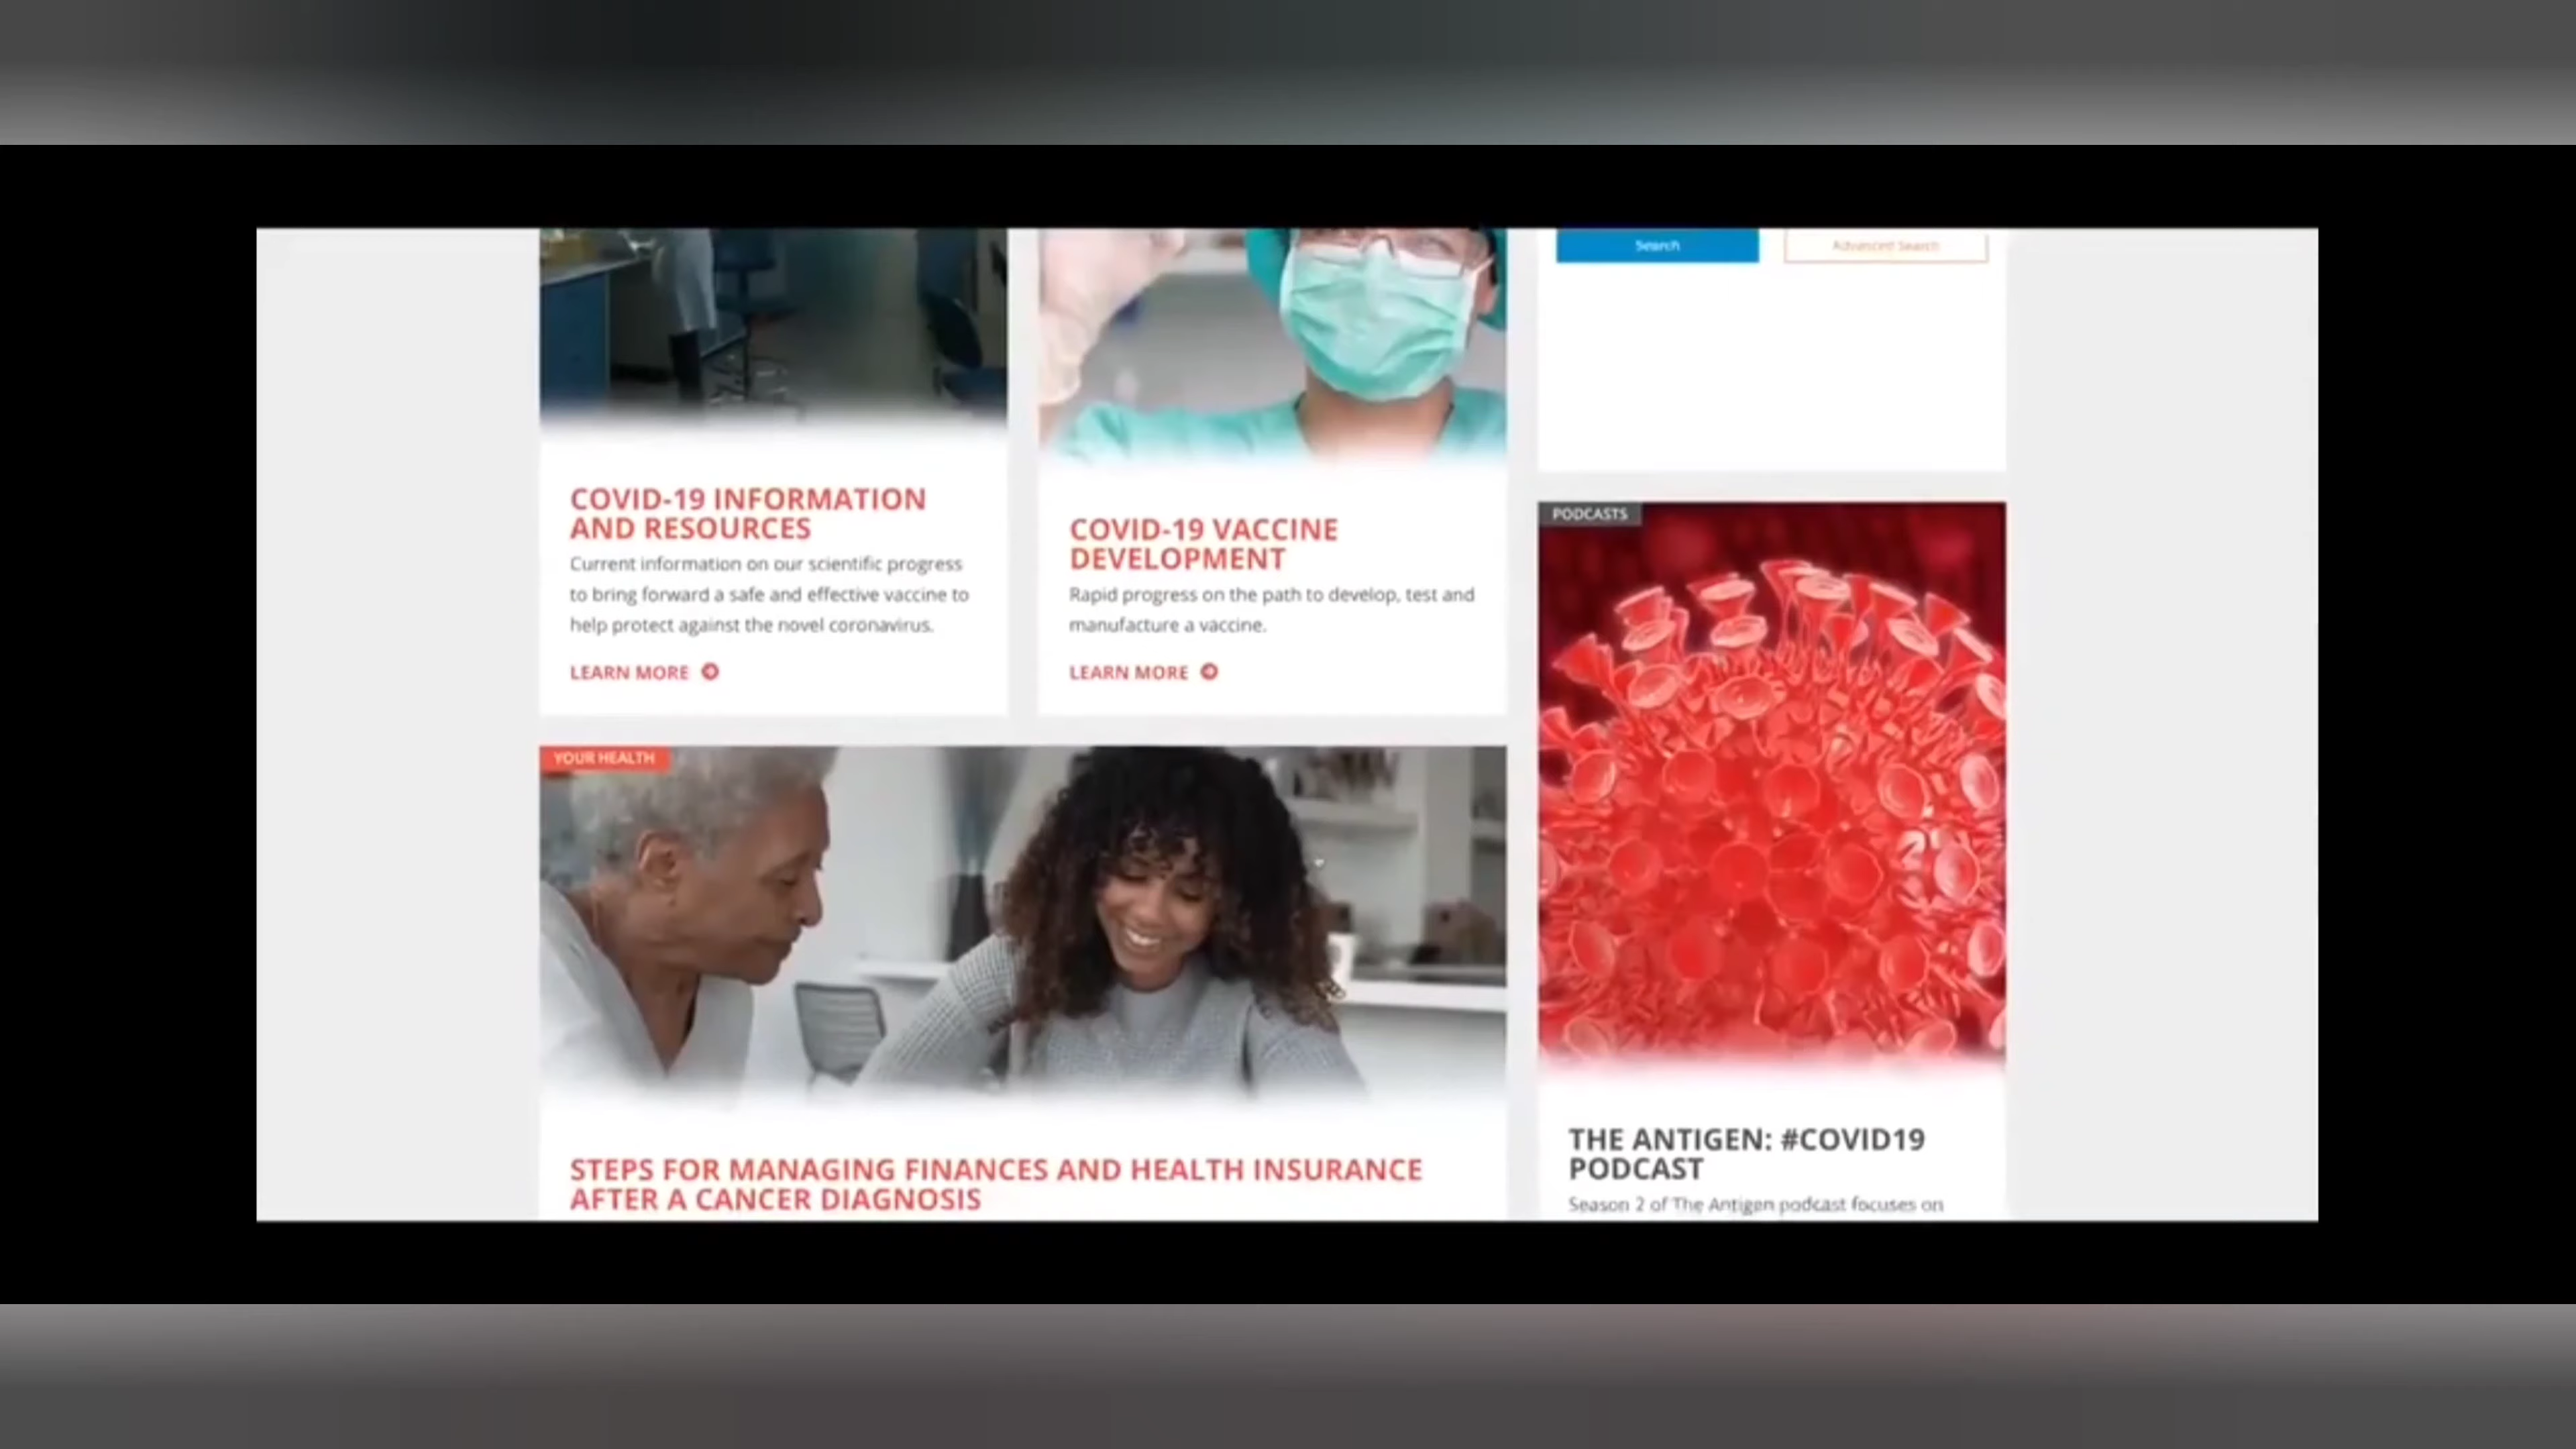 Search
Advanced Search
COVID-19 INFORMATION
AND RESOURCES
Current information on our scientific progress
to bring forward a safe and effective vaccine to
help protect against the novel coronavirus.
LEARN MORE
COVID-19 VACCINE
DEVELOPMENT
Rapid progress on the path to develop, test and
manufacture a vaccine.
LEARN MORE
PODCASTS
THE ANTIGEN: #COVID19
PODCAST
Season 2 of The Antigen podcast focuses on
YOUR HEALTH
STEPS FOR MANAGING FINANCES AND HEALTH INSURANCE
AFTER A CANCER DIAGNOSIS